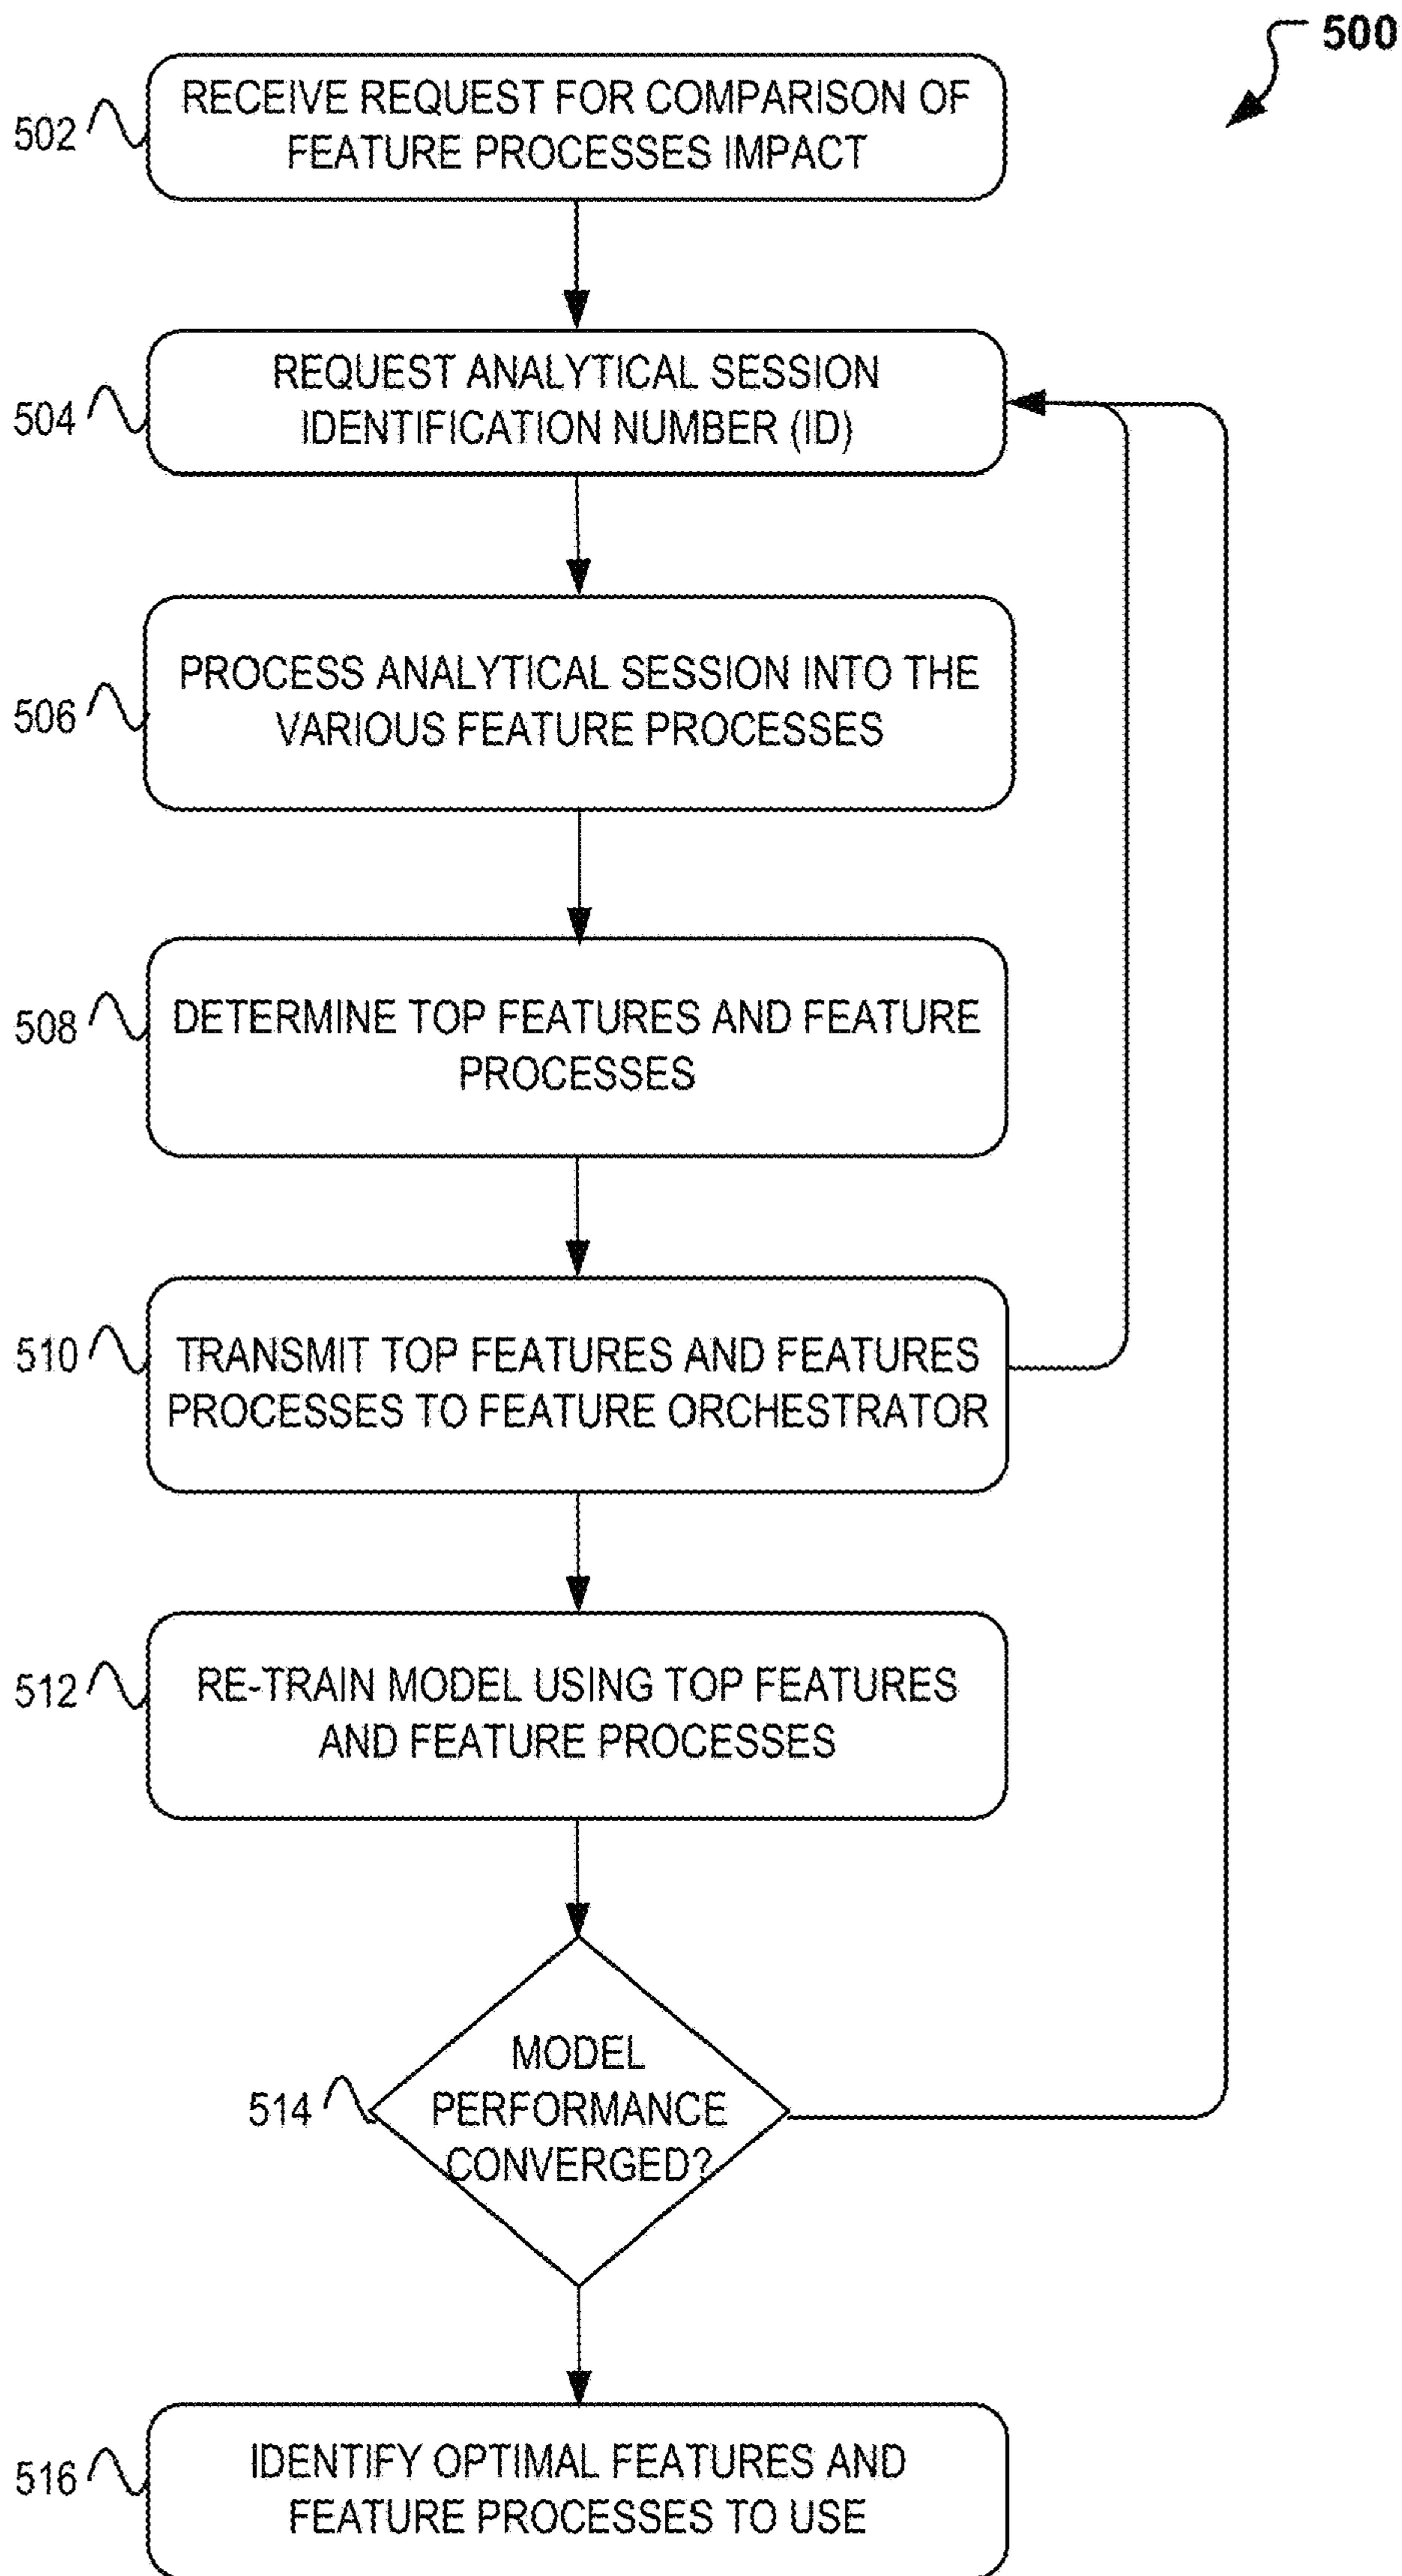 500
502
RECEIVE REQUEST FOR COMPARISON OF
FEATURE PROCESSES IMPACT
504
REQUEST ANALYTICAL SESSION
IDENTIFICATION NUMBER (ID)
506
PROCESS ANALYTICAL SESSION INTO THE
VARIOUS FEATURE PROCESSES
508
DETERMINE TOP FEATURES AND FEATURE
PROCESSES
510
TRANSMIT TOP FEATURES AND FEATURES
PROCESSES TO FEATURE ORCHESTRATOR
512
RE-TRAIN MODEL USING TOP FEATURES
AND FEATURE PROCESSES
514
MODEL
PERFORMANCE
CONVERGED?
516
IDENTIFY OPTIMAL FEATURES AND
FEATURE PROCESSES TO USE